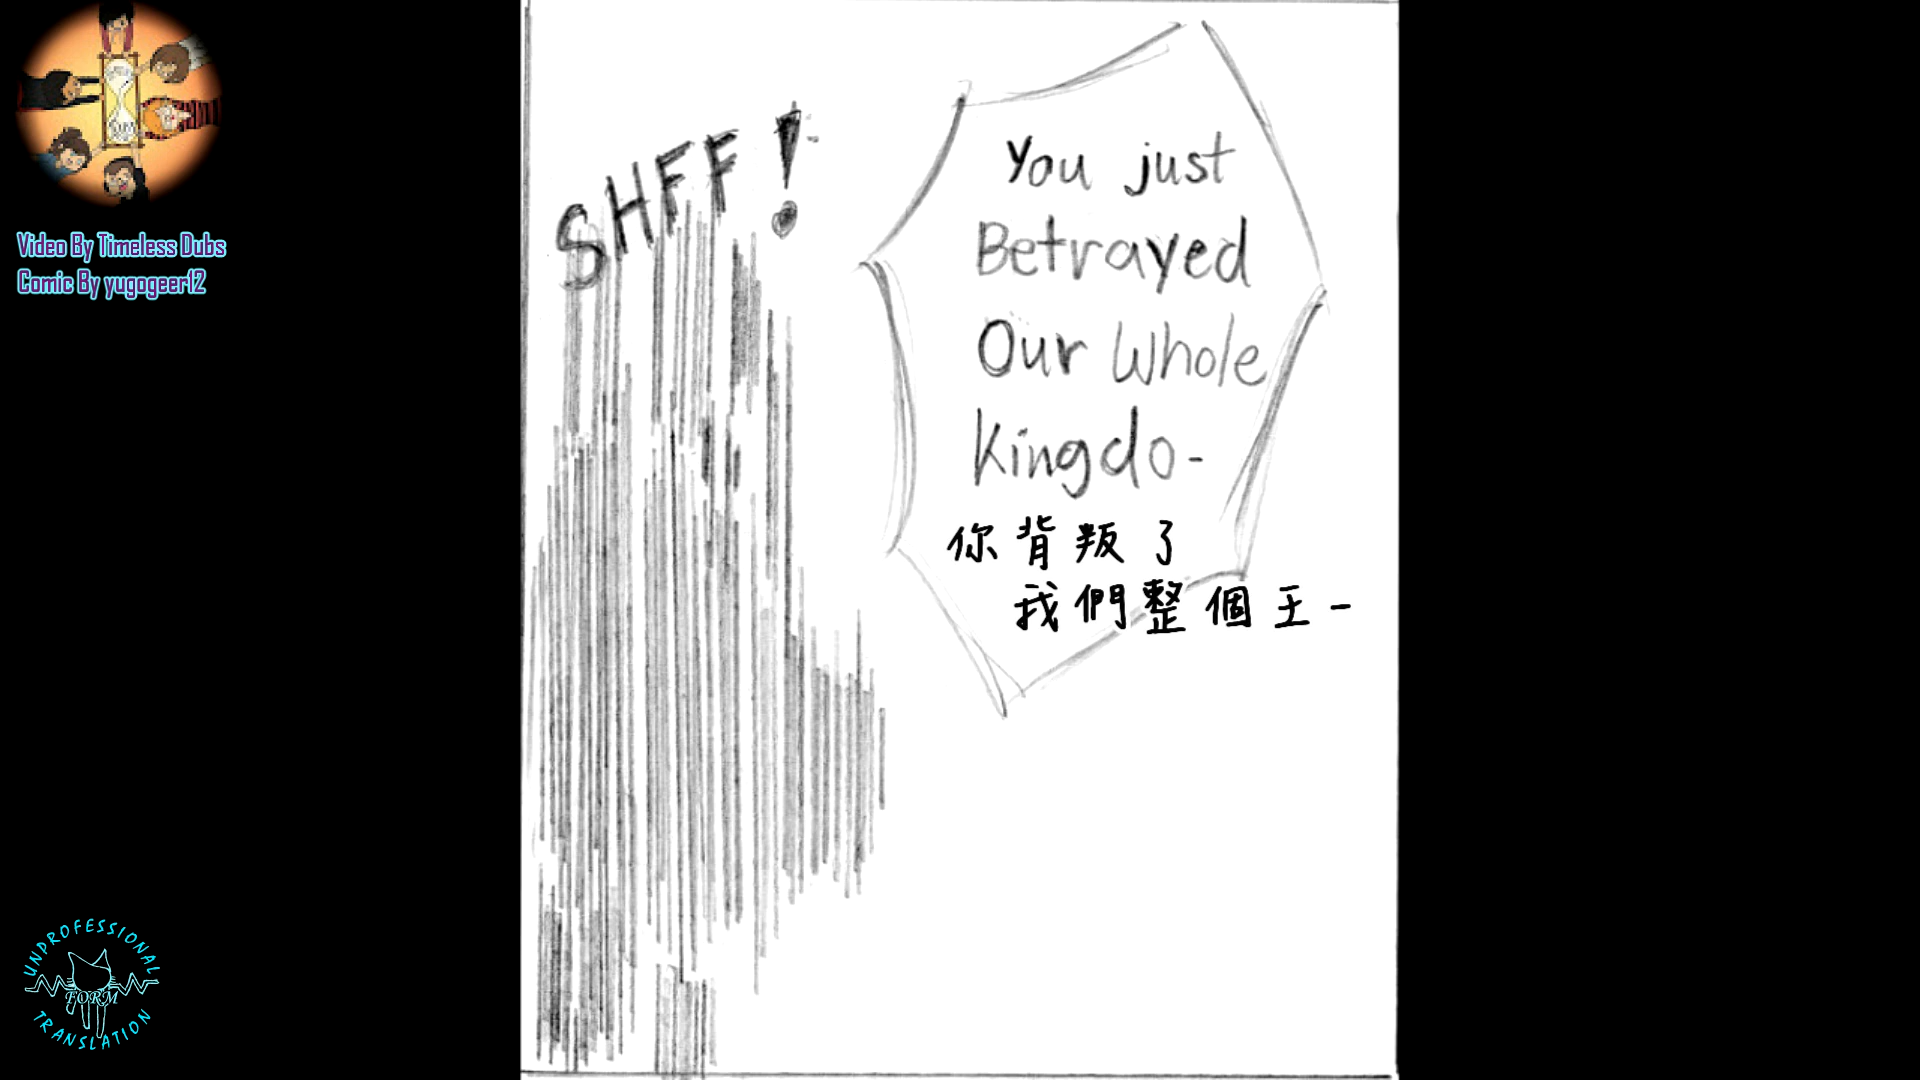 Video By Timeless Dubs
Comic By yugogeer12
SHFF!
You just
Betrayed
Our Whole
Kingdo-
你背叛了
我們整個王-
UNPROFESSIONAL
FORM
TRANSLATION